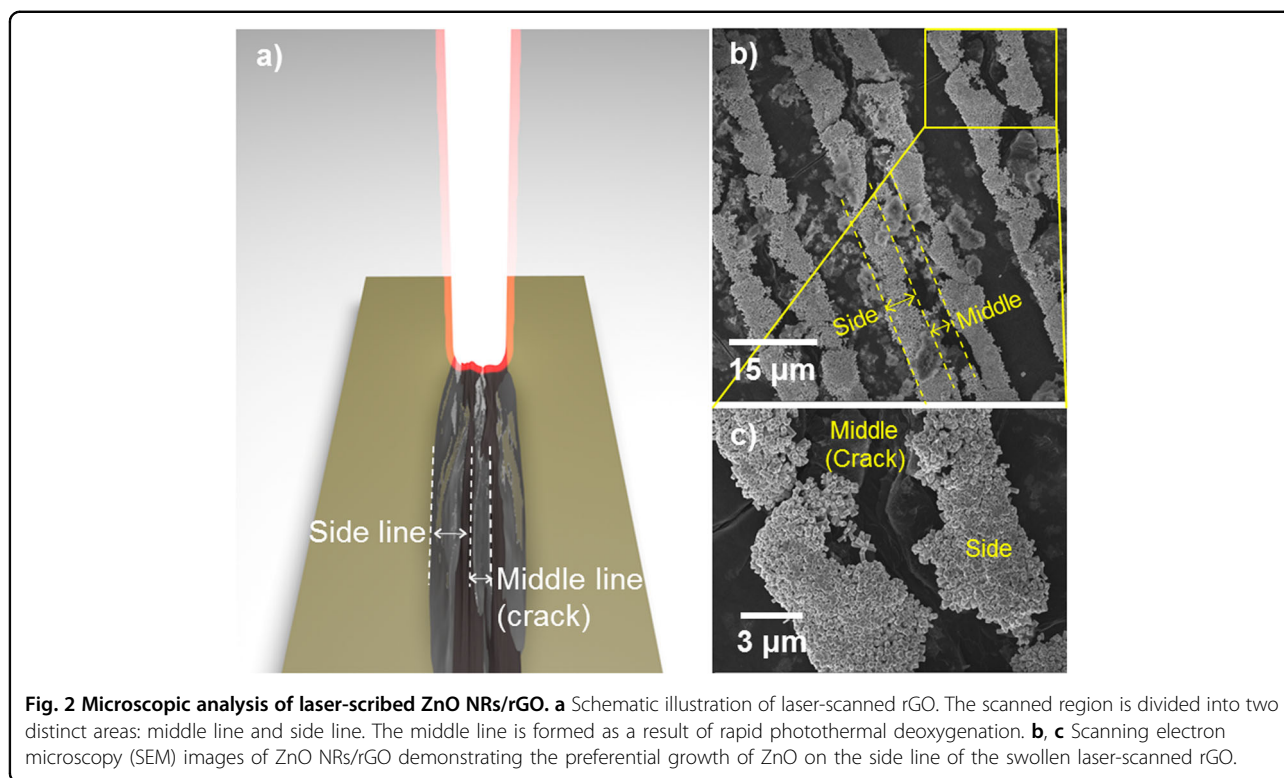 a)
Side line
Middle line
(crack)
b)
Side
Middle
15 µm
c)
Middle
(Crack)
Side
3 µm
Fig. 2 Microscopic analysis of laser-scribed ZnO NRs/rGO. a Schematic illustration of laser-scanned rGO. The scanned region is divided into two
distinct areas: middle line and side line. The middle line is formed as a result of rapid photothermal deoxygenation. b, c Scanning electron
microscopy (SEM) images of ZnO NRs/rGO demonstrating the preferential growth of ZnO on the side line of the swollen laser-scanned rGO.